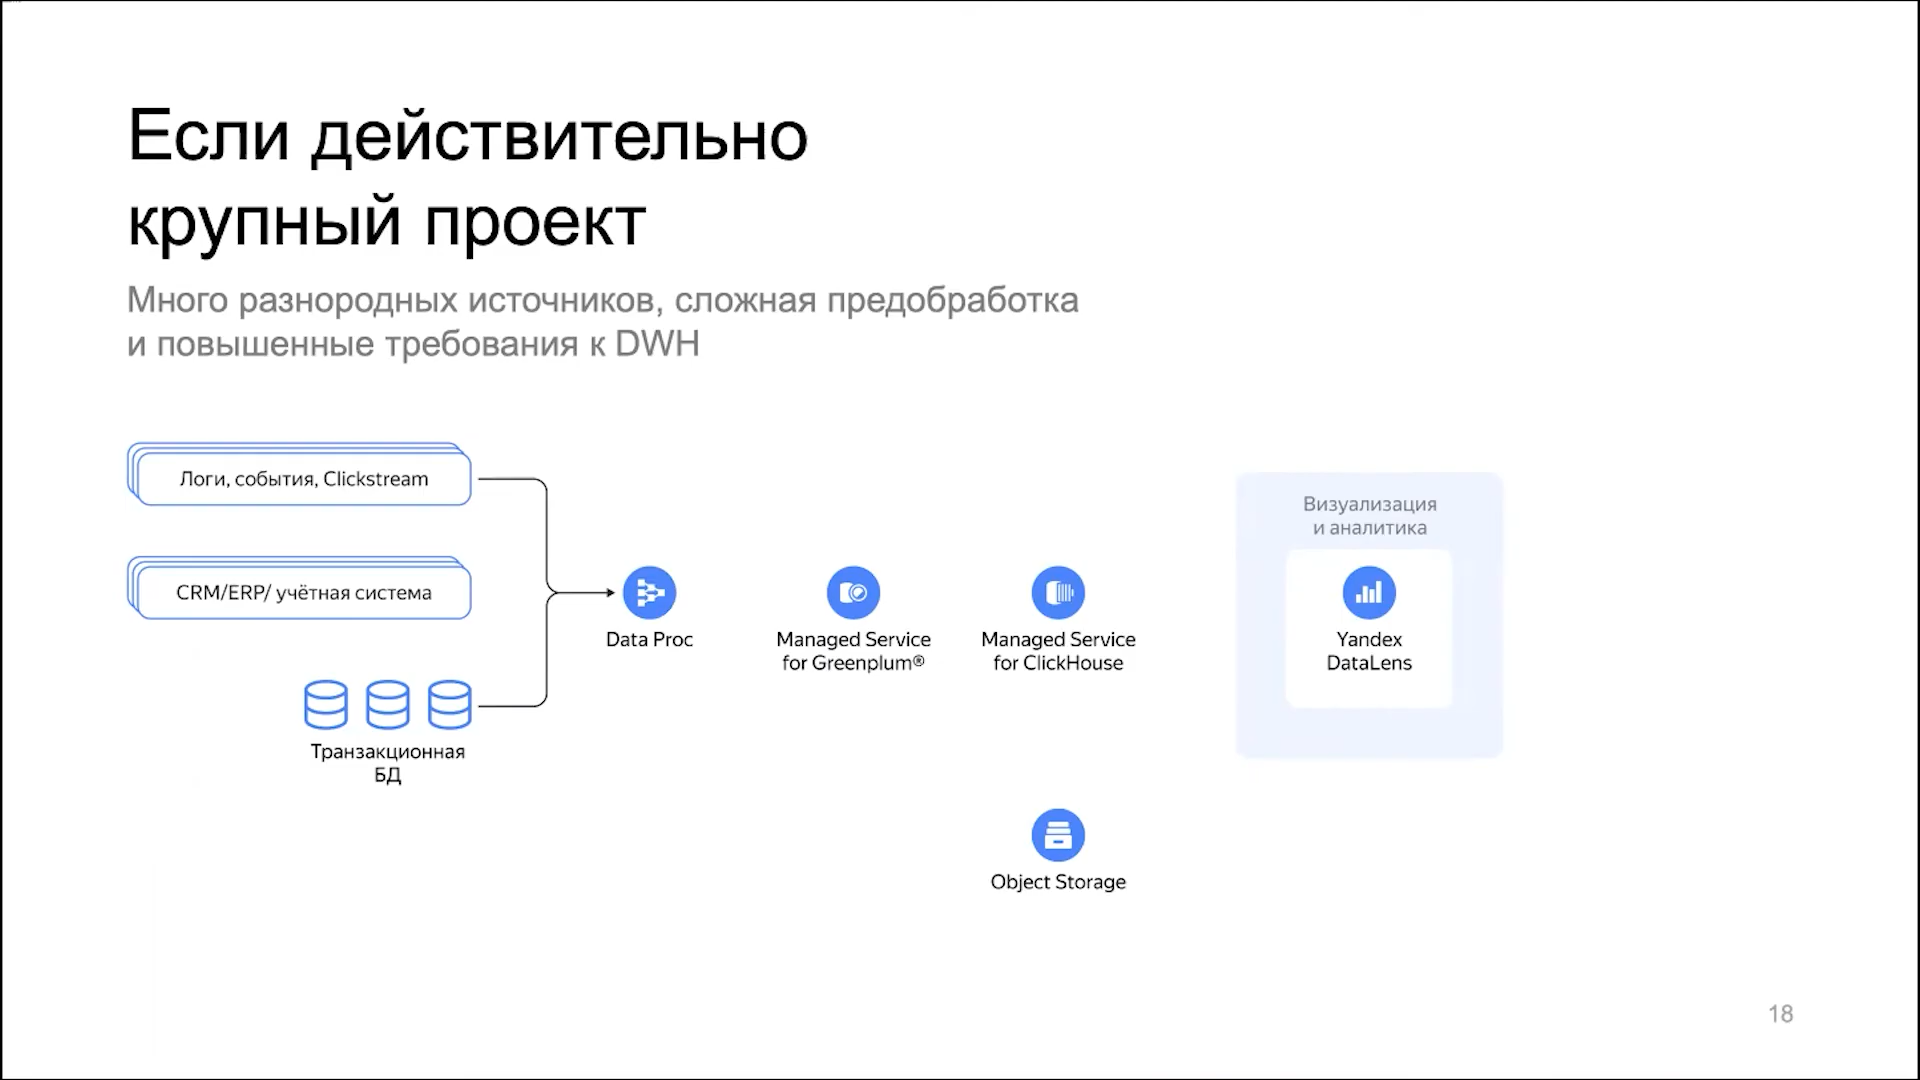 Если действительно
крупный проект
Много разнородных источников, сложная предобработка
и повышенные требования к DWH
Логи, события, Clickstream
CRM/ERP/ учётная система
Транзакционная
БД
Data Proc
Managed Service
for Greenplum®
Managed Service
for ClickHouse
Object Storage
Визуализация
и аналитика
Yandex
DataLens
18